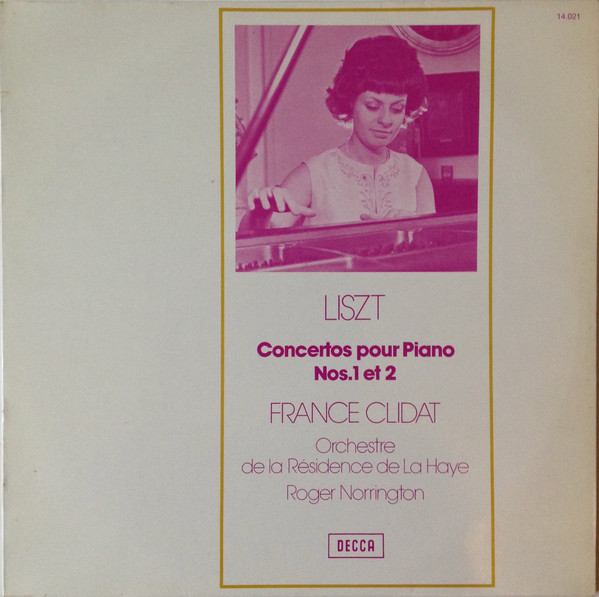 14.021
LISZT
Concertos pour Piano
Nos.1 et 2
FRANCE CLIDAT
Orchestre
de la Résidence de La Haye
Roger Norrington
DECCA